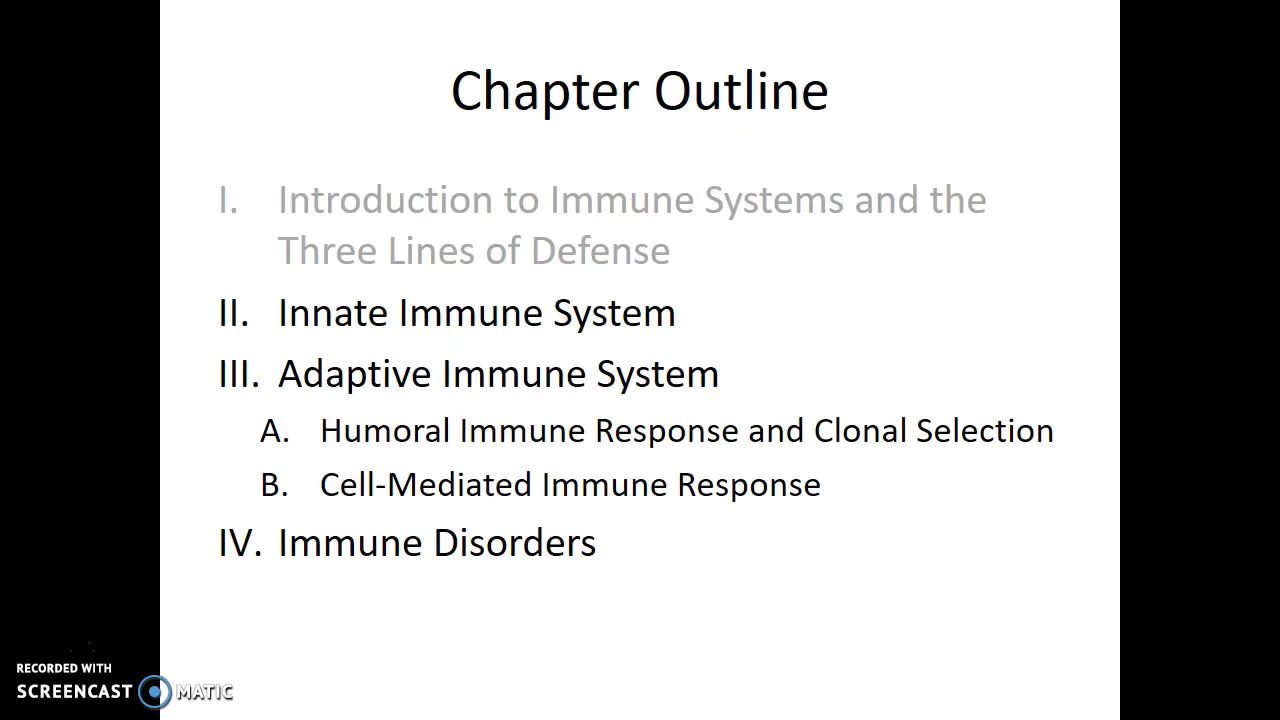 Chapter Outline
I. Introduction to Immune Systems and the
Three Lines of Defense
II. Innate Immune System
III. Adaptive Immune System
A. Humoral Immune Response and Clonal Selection
B. Cell-Mediated Immune Response
IV. Immune Disorders
RECORDED WITH
SCREENCAST MATIC